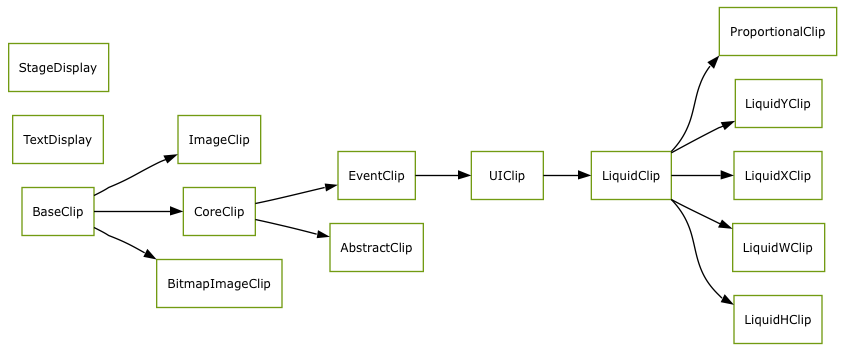 ProportionalClip
StageDisplay
LiquidYClip
TextDisplay
ImageClip
EventClip
UIClip
LiquidClip
LiquidXClip
BaseClip
CoreClip
AbstractClip
LiquidWClip
BitmapImageClip
LiquidHClip